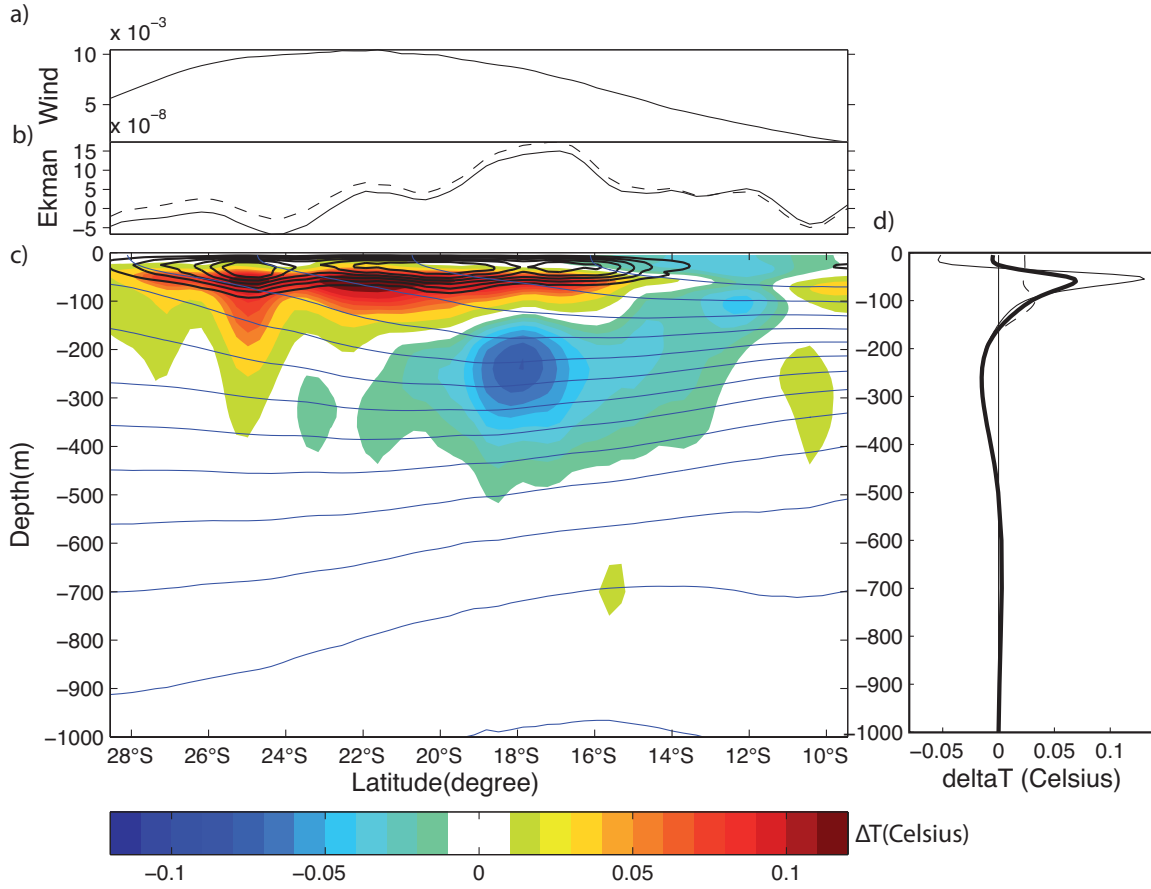 a)
x 10⁻³
10
5
Wind
b)
x 10⁻⁸
15
10
5
0
−5
Ekman
c)
0
−100
−200
−300
−400
−500
−600
−700
−800
−900
−1000
Depth(m)
28°S 26°S 24°S 22°S 20°S 18°S 16°S 14°S 12°S 10°S
Latitude(degree)
d)
0
−100
−200
−300
−400
−500
−600
−700
−800
−900
−1000
−0.05 0 0.05 0.1
deltaT (Celsius)
ΔT(Celsius)
−0.1 −0.05 0 0.05 0.1